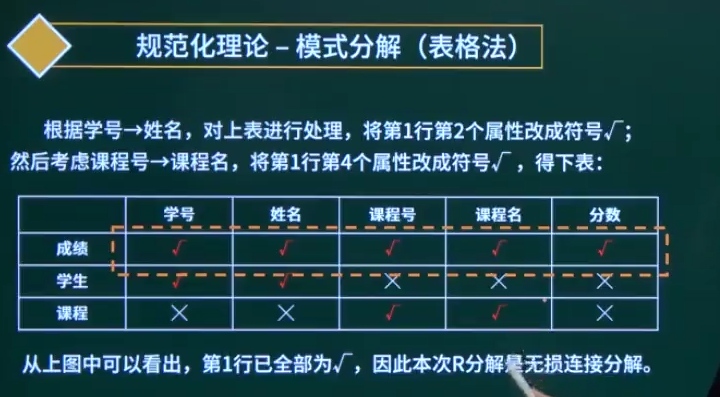 规范化理论 – 模式分解（表格法）
根据学号→姓名，对上表进行处理，将第1行第2个属性改成符号√；
然后考虑课程号→课程名，将第1行第4个属性改成符号√，得下表：
学号 姓名 课程号 课程名 分数
成绩 √ √ √ √ √
学生 √ √ × × ×
课程 × × √ √ ×
从上图中可以看出，第1行已全部为√，因此本次R分解是无损连接分解。